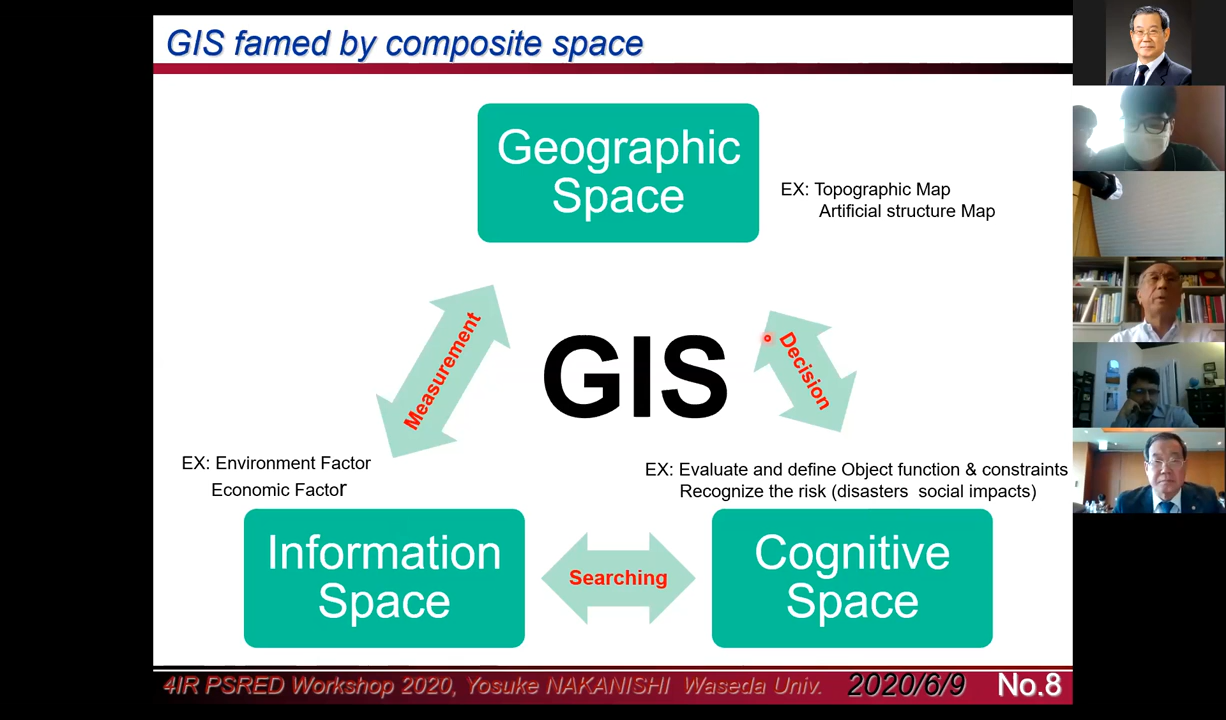 GIS famed by composite space
Geographic
Space
EX: Topographic Map
Artificial structure Map
Measurement
GIS
Decision
EX: Environment Factor
Economic Factor
EX: Evaluate and define Object function & constraints
Recognize the risk (disasters social impacts)
Information
Space
Searching
Cognitive
Space
4IR PSRED Workshop 2020, Yosuke NAKANISHI Waseda Univ. 2020/6/9 No.8